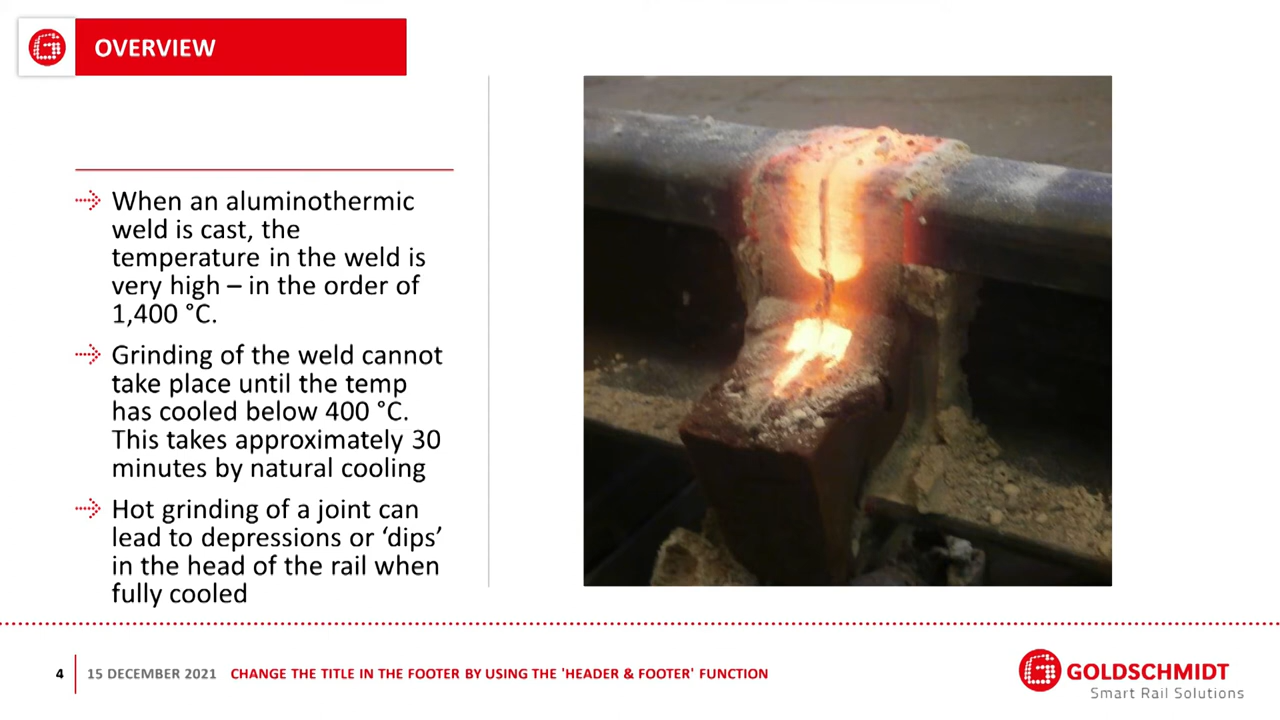 OVERVIEW
When an aluminothermic
weld is cast, the
temperature in the weld is
very high – in the order of
1,400 °C.
Grinding of the weld cannot
take place until the temp
has cooled below 400 °C.
This takes approximately 30
minutes by natural cooling
Hot grinding of a joint can
lead to depressions or ‘dips’
in the head of the rail when
fully cooled
4 15 DECEMBER 2021 CHANGE THE TITLE IN THE FOOTER BY USING THE 'HEADER & FOOTER' FUNCTION
GOLDSCHMIDT
Smart Rail Solutions